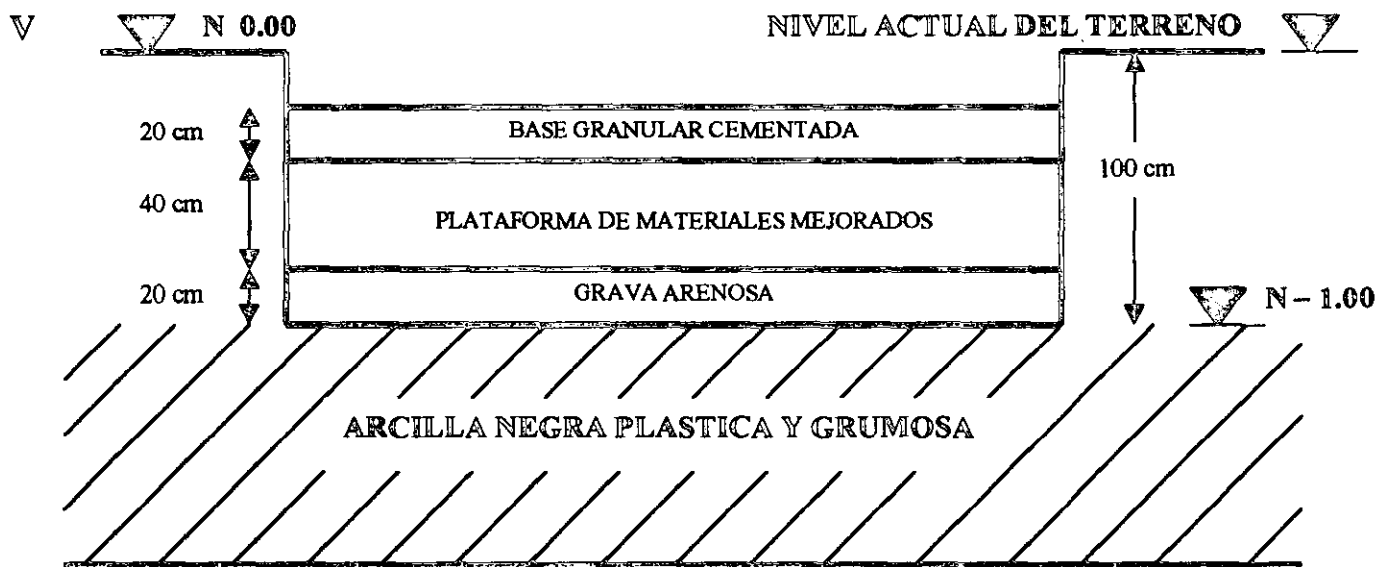 V N 0.00 NIVEL ACTUAL DEL TERRENO
20 cm BASE GRANULAR CEMENTADA
100 cm
40 cm PLATAFORMA DE MATERIALES MEJORADOS
20 cm GRAVA ARENOSA
N – 1.00
ARCILLA NEGRA PLASTICA Y GRUMOSA